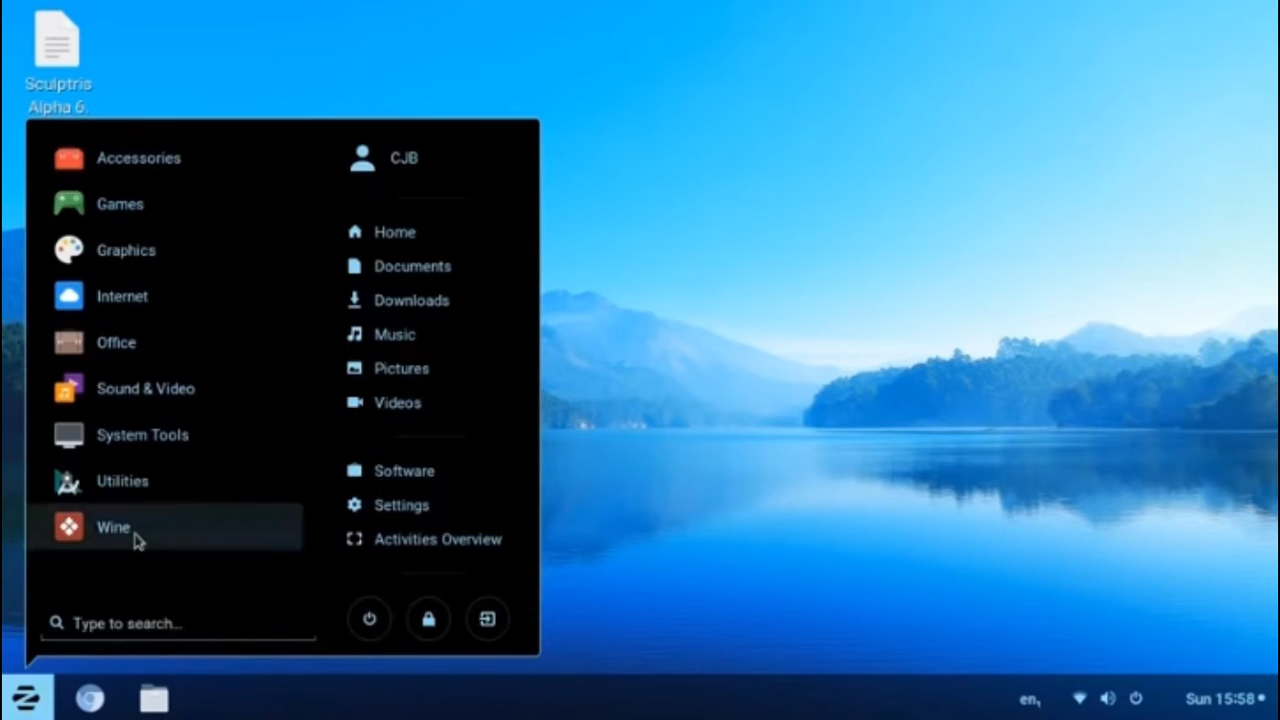 Sculptris
Alpha 6.
Accessories
Games
Graphics
Internet
Office
Sound & Video
System Tools
Utilities
Wine
Type to search...
CJB
Home
Documents
Downloads
Music
Pictures
Videos
Software
Settings
Activities Overview
en₁
Sun 15:58